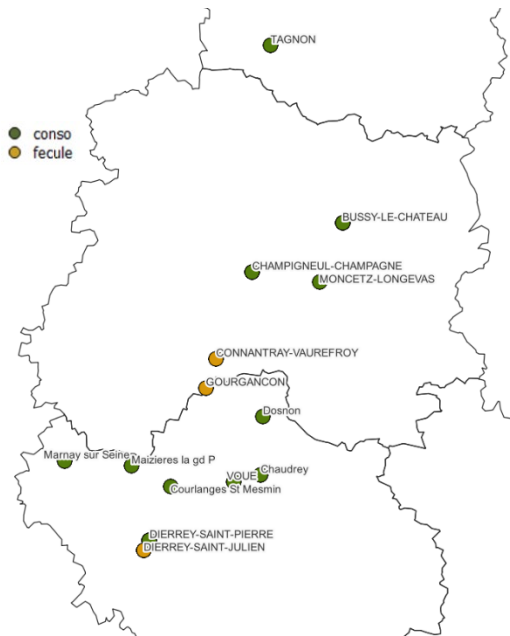 TAGNON
conso
fecule
BUSSY-LE-CHATEAU
CHAMPIGNEUL-CHAMPAGNE
MONCETZ-LONGEVAS
CONNANTRAY-VAUREFROY
GOURGANCON
Dosnon
Marnay sur Seine
Maizieres la gd P
VOUE
Chaudrey
Courlanges St Mesmin
DIERREY-SAINT-PIERRE
DIERREY-SAINT-JULIEN